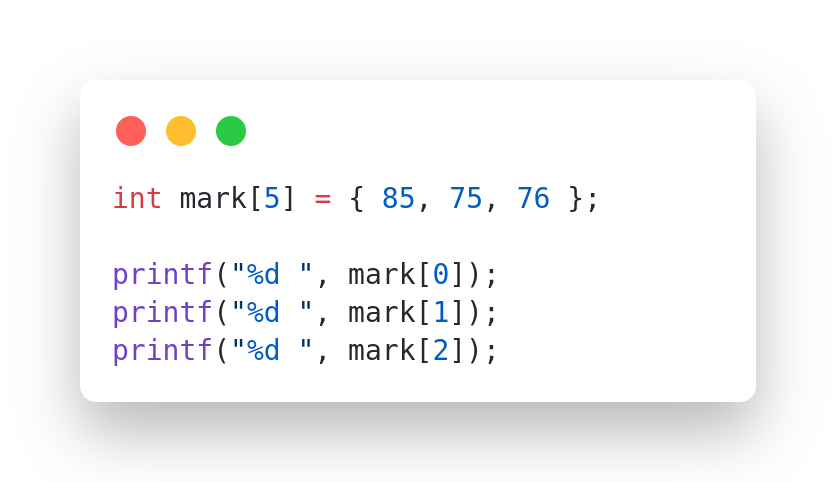 int mark[5] = { 85, 75, 76 };
printf("%d ", mark[0]);
printf("%d ", mark[1]);
printf("%d ", mark[2]);